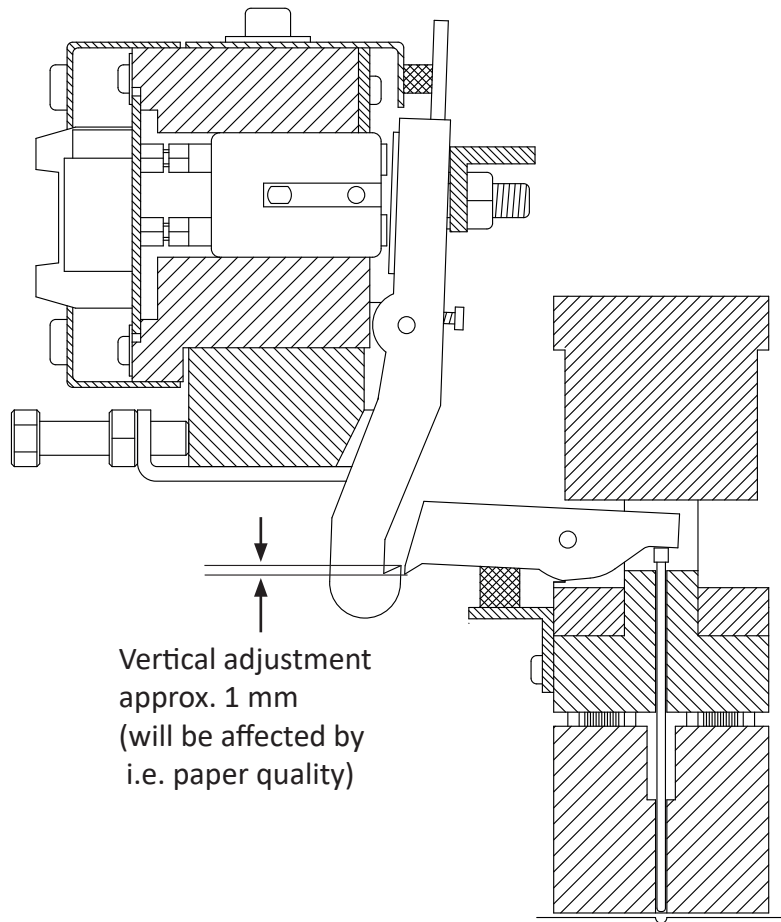 Vertical adjustment
approx. 1 mm
(will be affected by
i.e. paper quality)